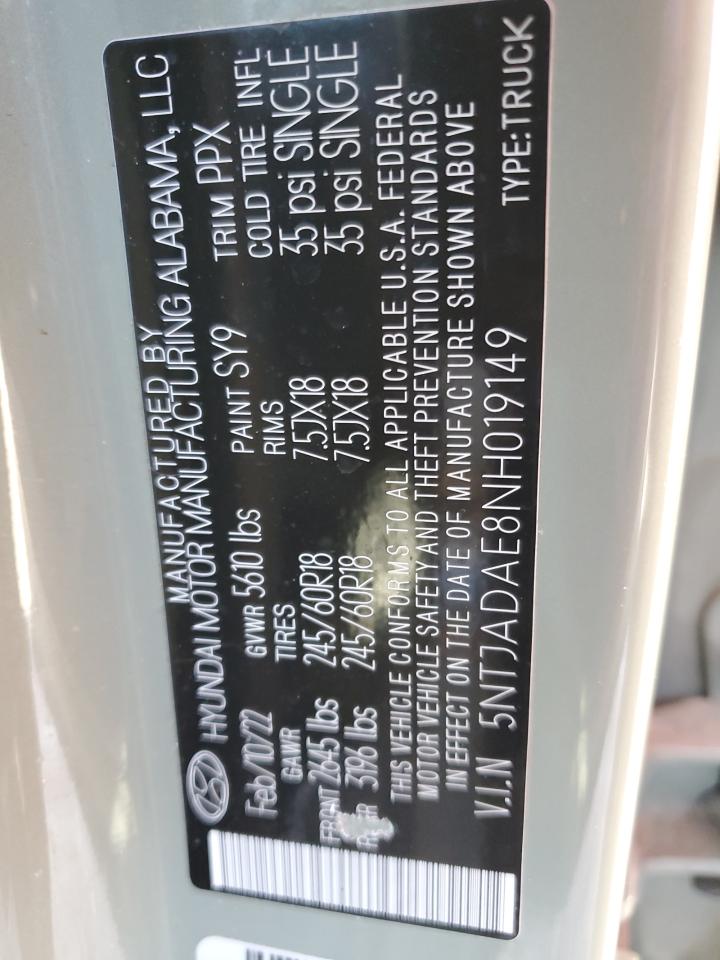 MANUFACTURED BY
HYUNDAI MOTOR MANUFACTURING ALABAMA, LLC
Feb/10/22 GVWR 5610 lbs PAINT SY9 TRIM PPX
GAWR TIRES RIMS COLD TIRE INFL
FRONT 2645 lbs 245/60R18 7.5JX18 35 psi SINGLE
REAR 3196 lbs 245/60R18 7.5JX18 35 psi SINGLE
THIS VEHICLE CONFORMS TO ALL APPLICABLE U.S.A. FEDERAL
MOTOR VEHICLE SAFETY AND THEFT PREVENTION STANDARDS
IN EFFECT ON THE DATE OF MANUFACTURE SHOWN ABOVE
V.I.N 5NTJADAE8NH019149 TYPE:TRUCK